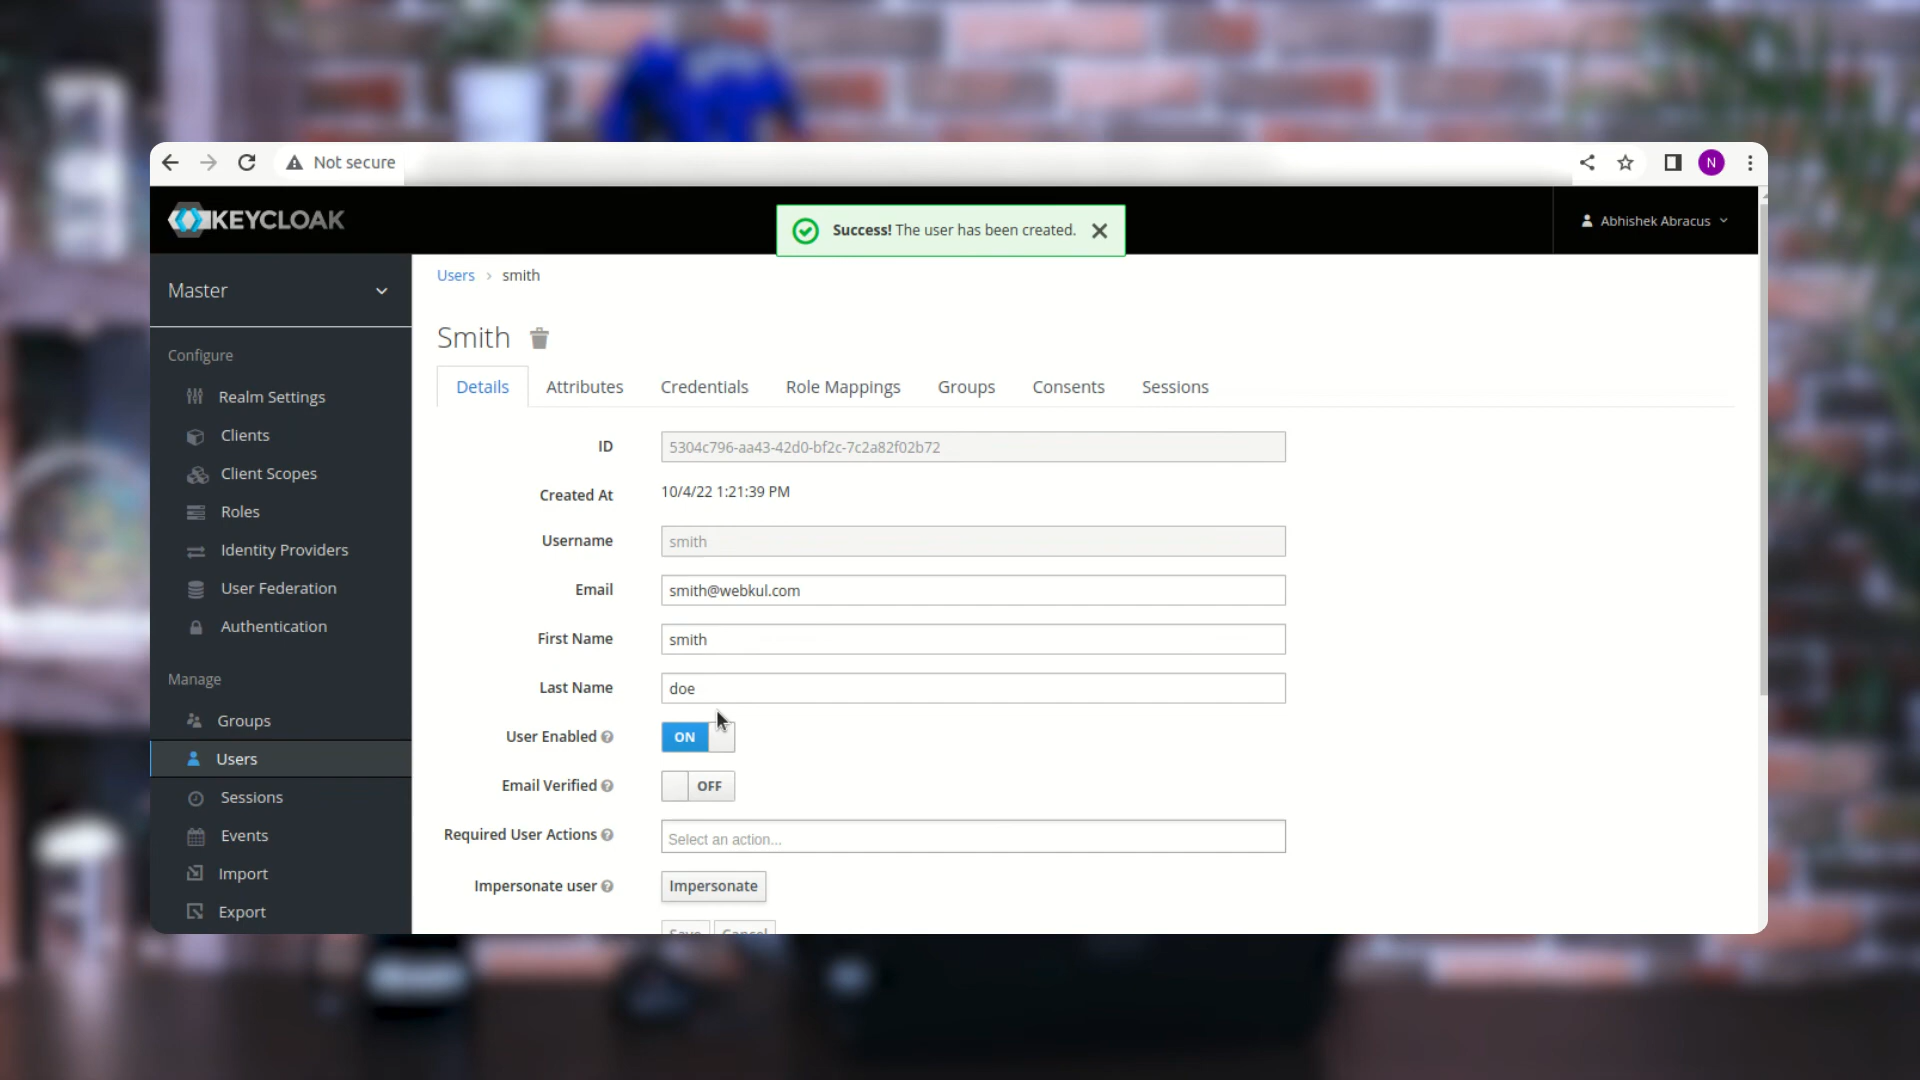 Not secure
N
KEYCLOAK
Success! The user has been created.
Abhishek Abracus
Master
Users > smith
Smith
Configure
Details
Attributes
Credentials
Role Mappings
Groups
Consents
Sessions
Realm Settings
Clients
Client Scopes
Roles
Identity Providers
User Federation
Authentication
Manage
Groups
Users
Sessions
Events
Import
Export
ID
5304c796-aa43-42d0-bf2c-7c2a82f02b72
Created At
10/4/22 1:21:39 PM
Username
smith
Email
smith@webkul.com
First Name
smith
Last Name
doe
User Enabled
ON
Email Verified
OFF
Required User Actions
Select an action...
Impersonate user
Impersonate
Save
Cancel